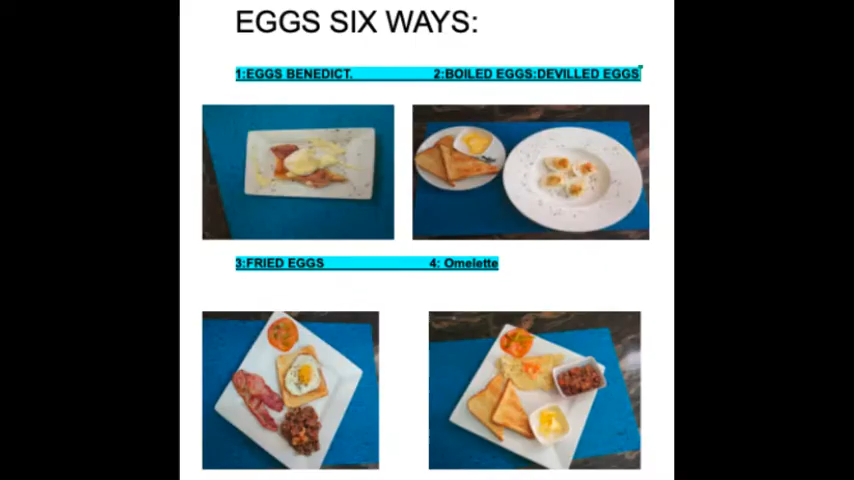 EGGS SIX WAYS:
1:EGGS BENEDICT. 2:BOILED EGGS:DEVILLED EGGS
3:FRIED EGGS 4: Omelette